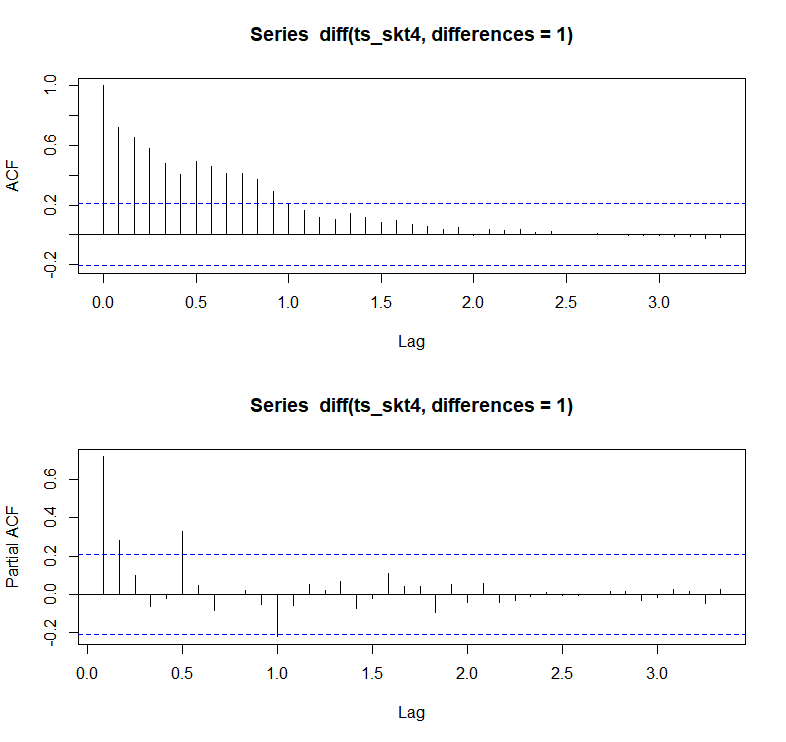 Series diff(ts_skt4, differences = 1)
1.0
0.6
0.2
-0.2
ACF
0.0 0.5 1.0 1.5 2.0 2.5 3.0
Lag
Series diff(ts_skt4, differences = 1)
0.6
0.4
0.2
0.0
-0.2
Partial ACF
0.0 0.5 1.0 1.5 2.0 2.5 3.0
Lag